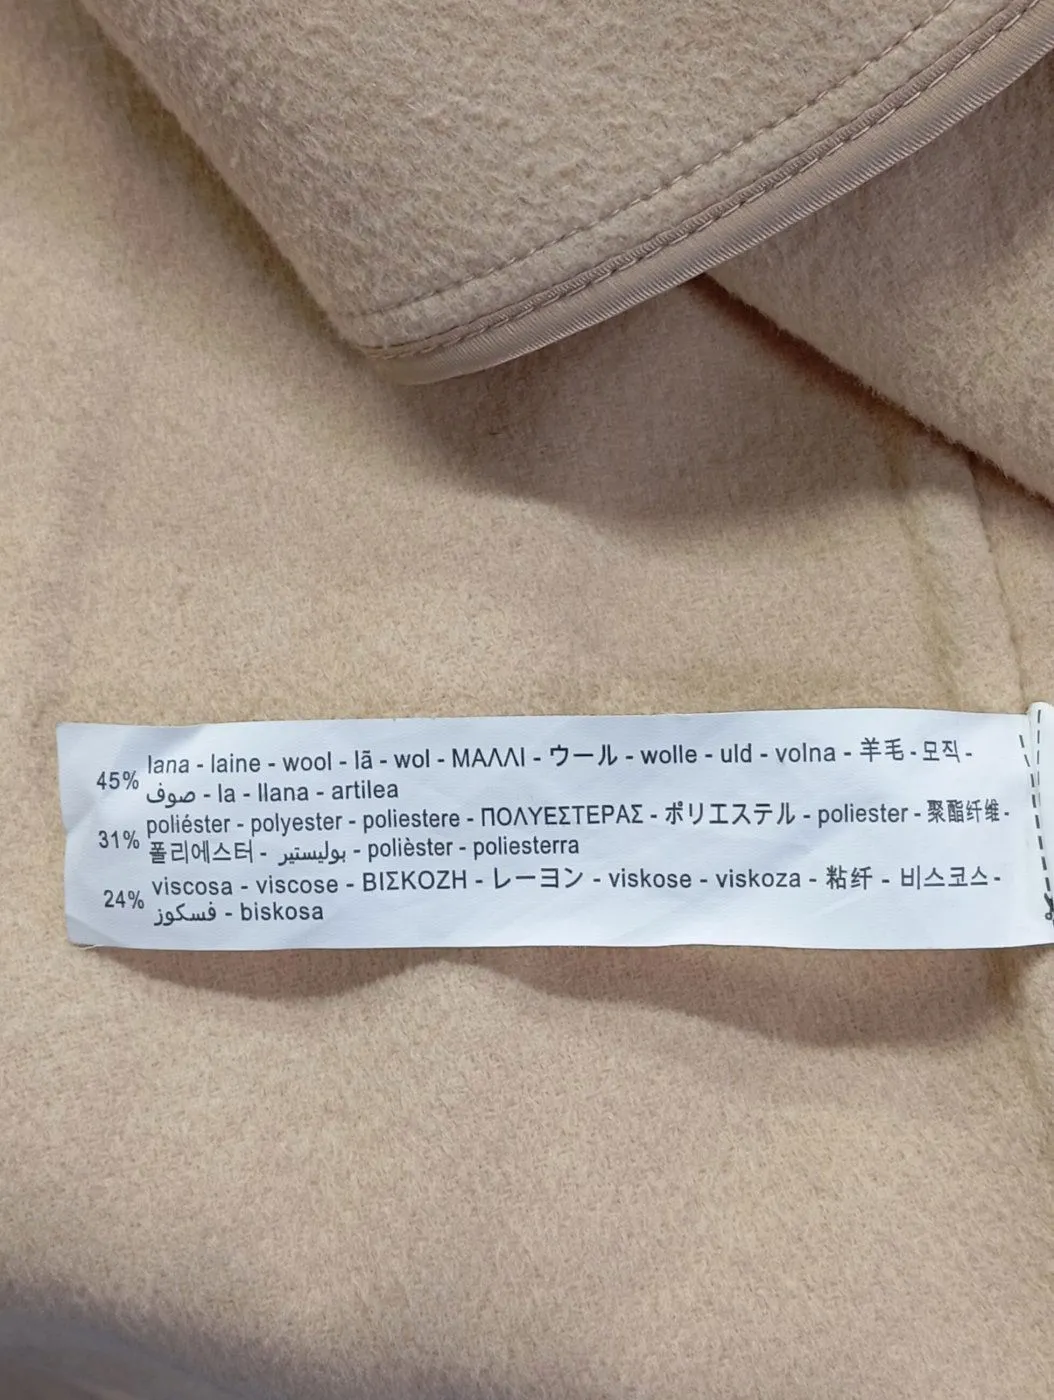 45% lana - laine - wool - lã - wol - ΜΑΛΛΙ - ウール - wolle - uld - volna - 羊毛 - 모직 -
صوف - la - llana - artilea
31% poliéster - polyester - poliestere - ΠΟΛΥΕΣΤΕΡΑΣ - ポリエステル - poliester - 聚酯纤维 -
폴리에스터 - بوليستير - polièster - poliesterra
24% viscosa - viscose - ΒΙΣΚΟΖΗ - レーヨン - viskose - viskoza - 粘纤 - 비스코스 -
فسكوز - biskosa